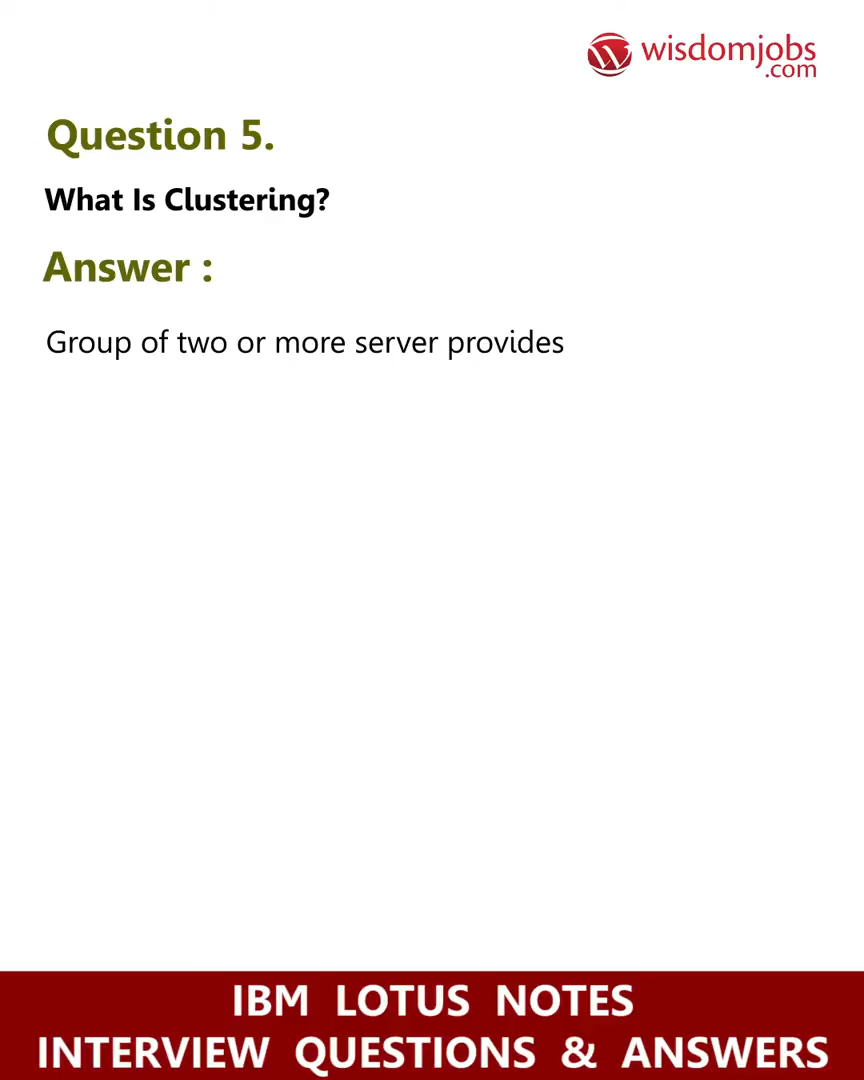 wisdomjobs
.com
Question 5.
What Is Clustering?
Answer :
Group of two or more server provides
IBM LOTUS NOTES
INTERVIEW QUESTIONS & ANSWERS